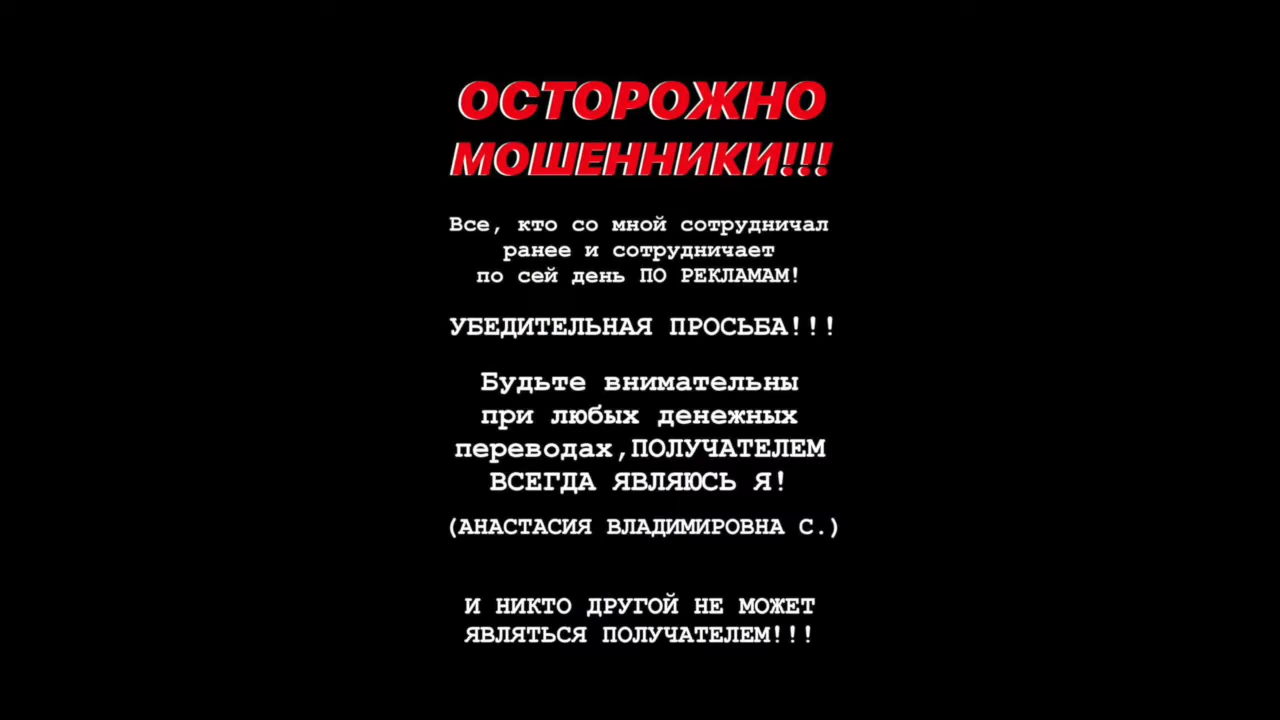 ОСТОРОЖНО
МОШЕННИКИ!!!
Все, кто со мной сотрудничал
ранее и сотрудничает
по сей день ПО РЕКЛАМАМ!
УБЕДИТЕЛЬНАЯ ПРОСЬБА!!!
Будьте внимательны
при любых денежных
переводах,ПОЛУЧАТЕЛЕМ
ВСЕГДА ЯВЛЯЮСЬ Я!
(АНАСТАСИЯ ВЛАДИМИРОВНА С.)
И НИКТО ДРУГОЙ НЕ МОЖЕТ
ЯВЛЯТЬСЯ ПОЛУЧАТЕЛЕМ!!!